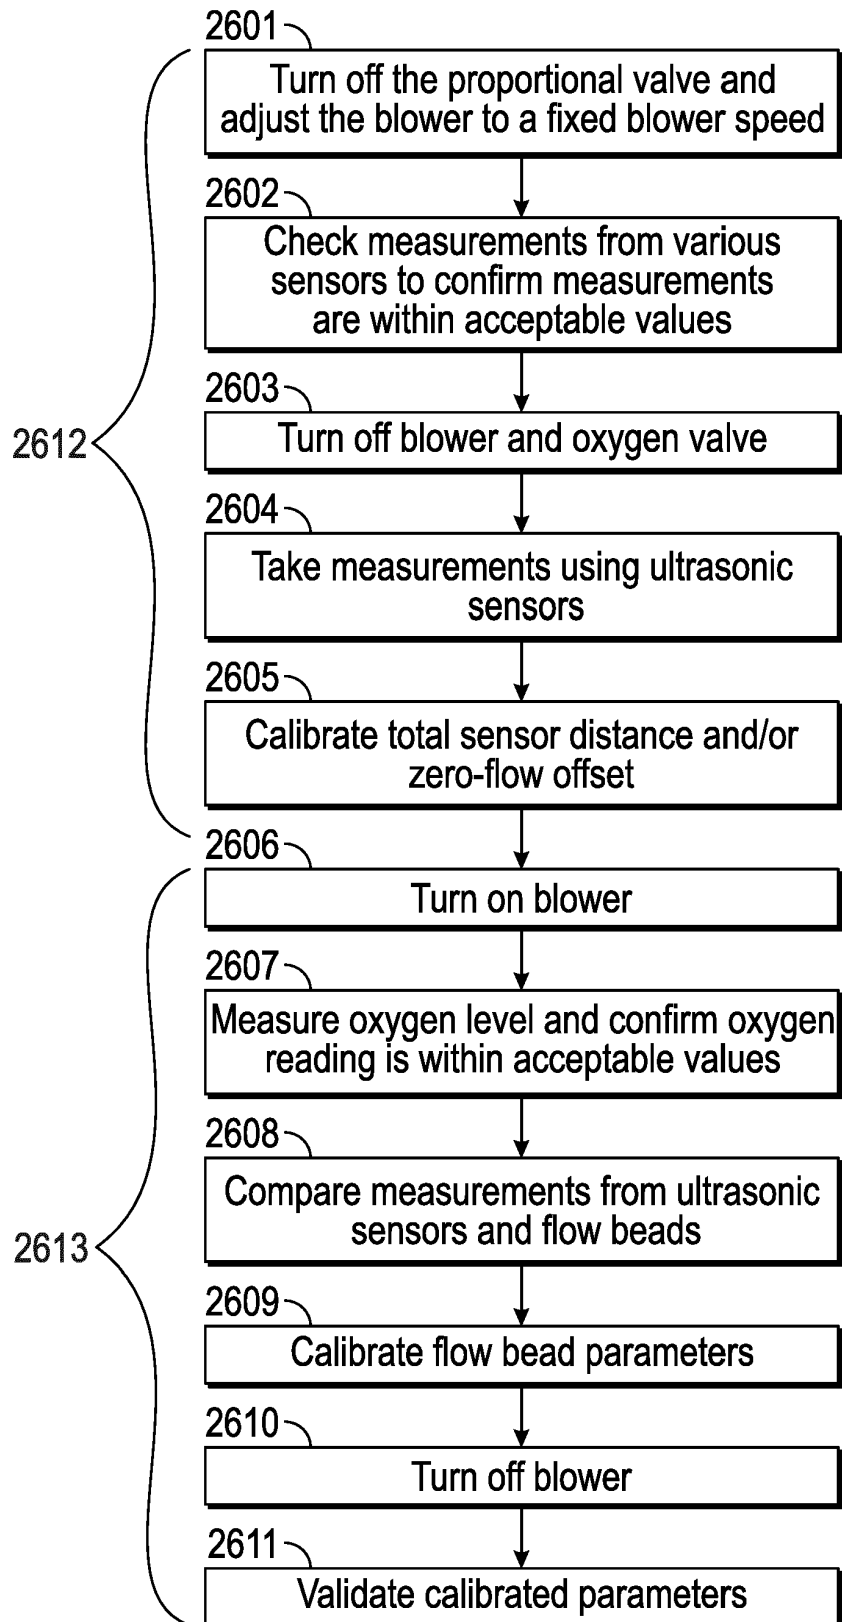 2601
Turn off the proportional valve and
adjust the blower to a fixed blower speed
2602
Check measurements from various
sensors to confirm measurements
are within acceptable values
2603
Turn off blower and oxygen valve
2612
2604
Take measurements using ultrasonic
sensors
2605
Calibrate total sensor distance and/or
zero-flow offset
2606
Turn on blower
2607
Measure oxygen level and confirm oxygen
reading is within acceptable values
2608
Compare measurements from ultrasonic
sensors and flow beads
2613
2609
Calibrate flow bead parameters
2610
Turn off blower
2611
Validate calibrated parameters